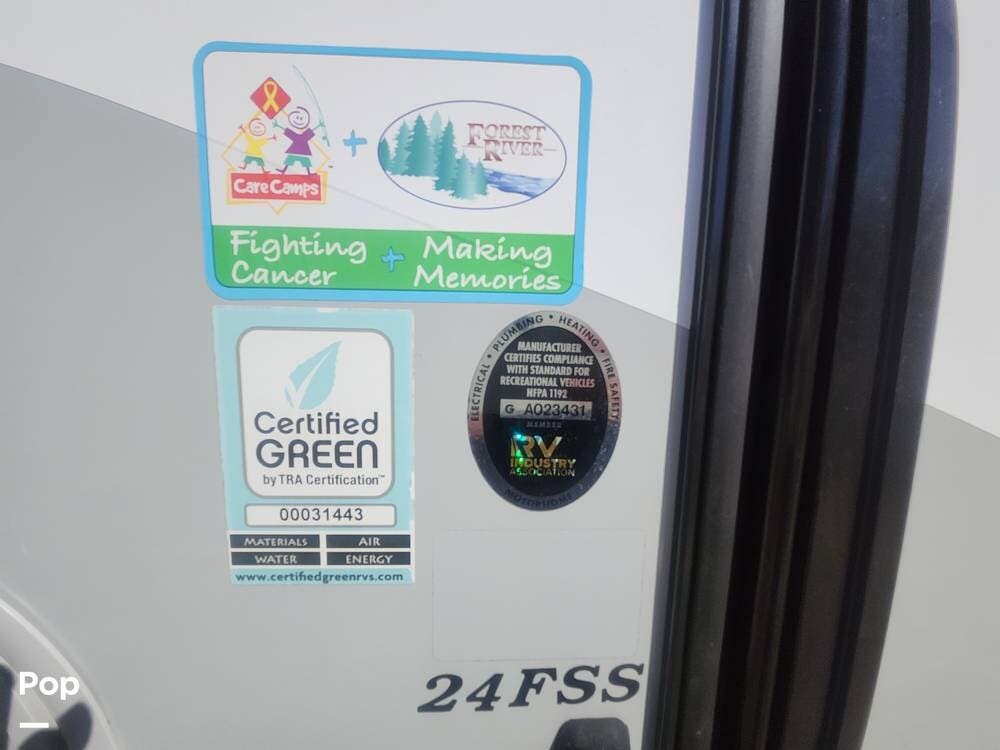 Care Camps
+
FOREST
RIVER
Fighting
Cancer
+
Making
Memories
Certified
GREEN
by TRA Certification™
00031443
MATERIALS AIR
WATER ENERGY
www.certifiedgreenrvs.com
ELECTRICAL • PLUMBING • HEATING • FIRE SAFETY
MANUFACTURER
CERTIFIES COMPLIANCE
WITH STANDARD FOR
RECREATIONAL VEHICLES
NFPA 1192
G A023431
MEMBER
RV
INDUSTRY
ASSOCIATION
24FSS
Pop